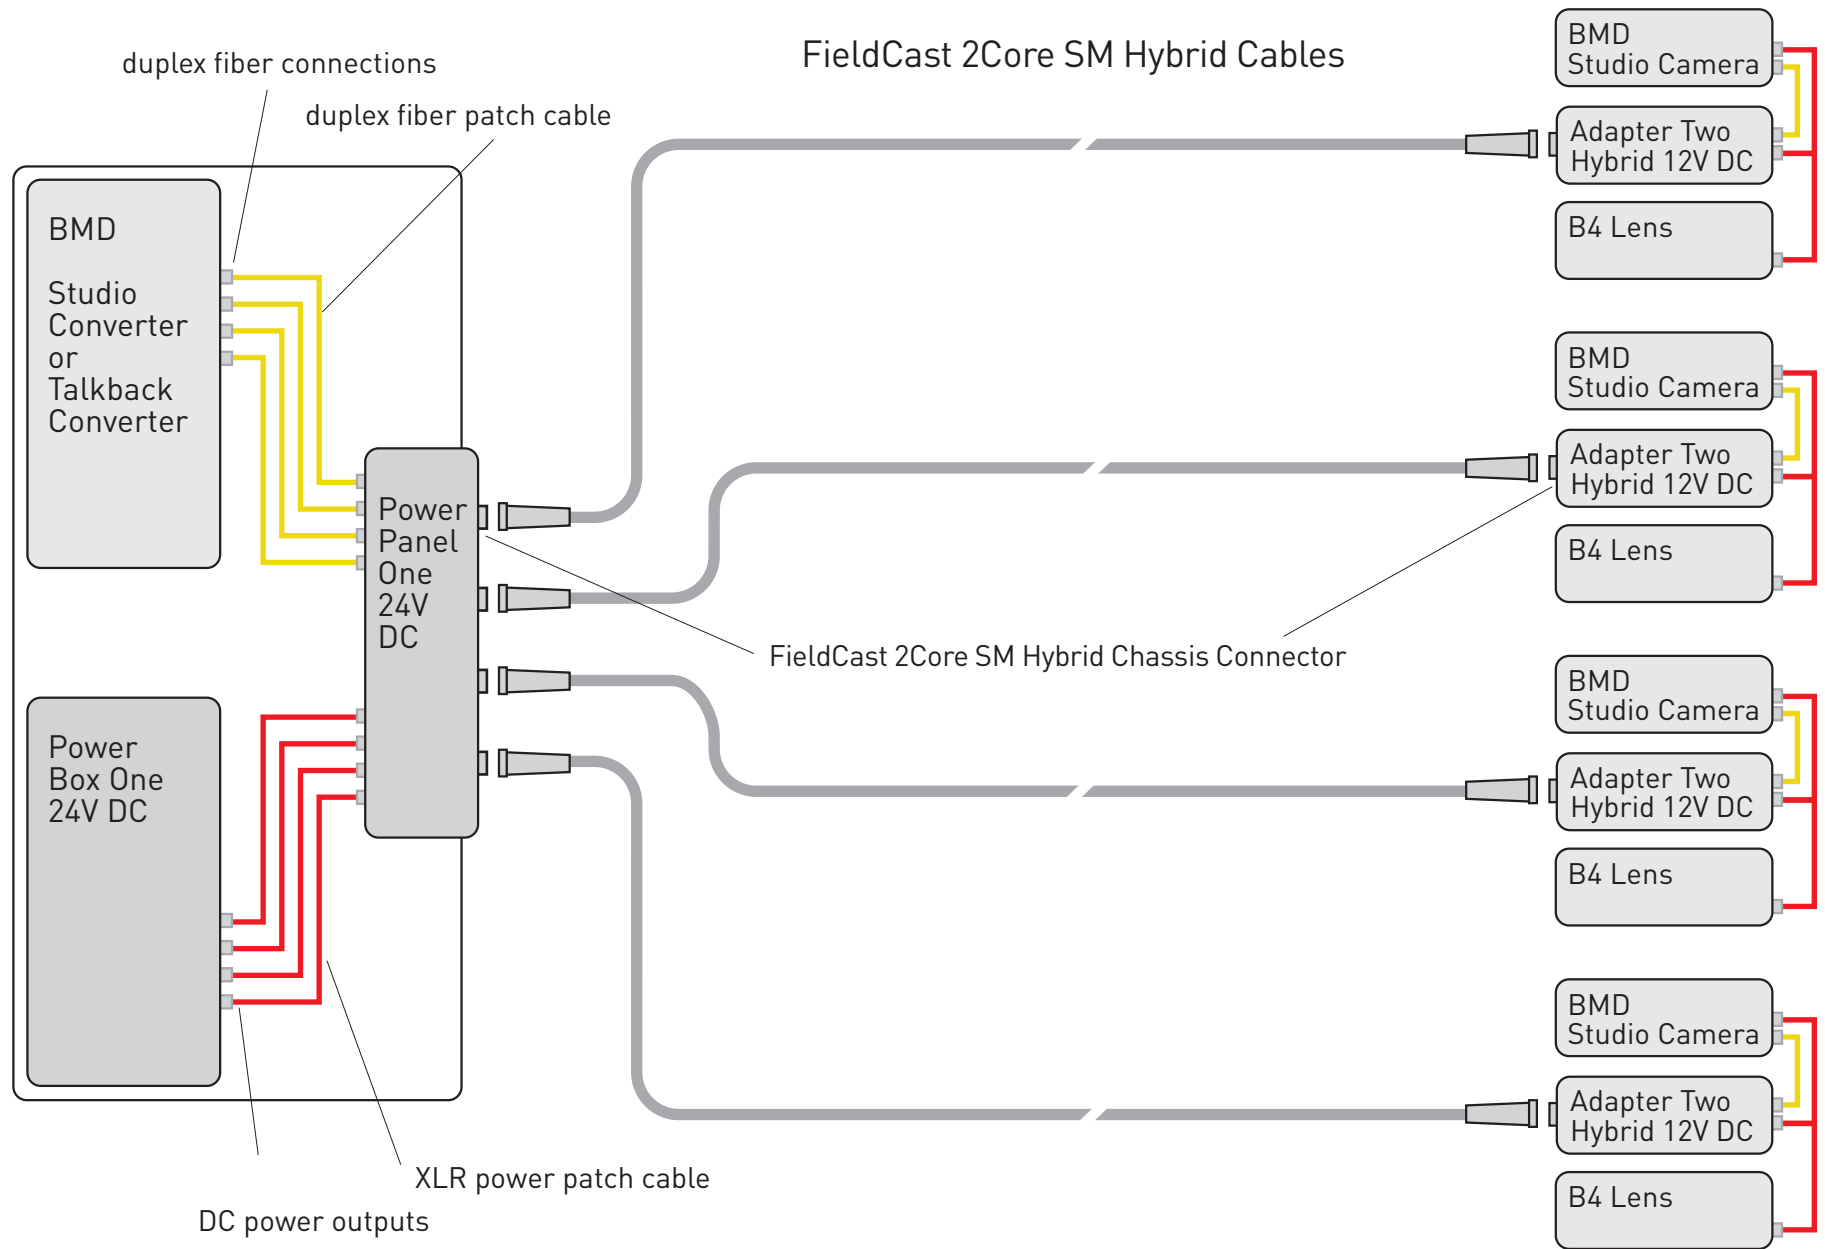 FieldCast 2Core SM Hybrid Cables
duplex fiber connections
duplex fiber patch cable
BMD
Studio
Converter
or
Talkback
Converter
Power
Panel
One
24V
DC
Power
Box One
24V DC
FieldCast 2Core SM Hybrid Chassis Connector
XLR power patch cable
DC power outputs
BMD
Studio Camera
Adapter Two
Hybrid 12V DC
B4 Lens
BMD
Studio Camera
Adapter Two
Hybrid 12V DC
B4 Lens
BMD
Studio Camera
Adapter Two
Hybrid 12V DC
B4 Lens
BMD
Studio Camera
Adapter Two
Hybrid 12V DC
B4 Lens